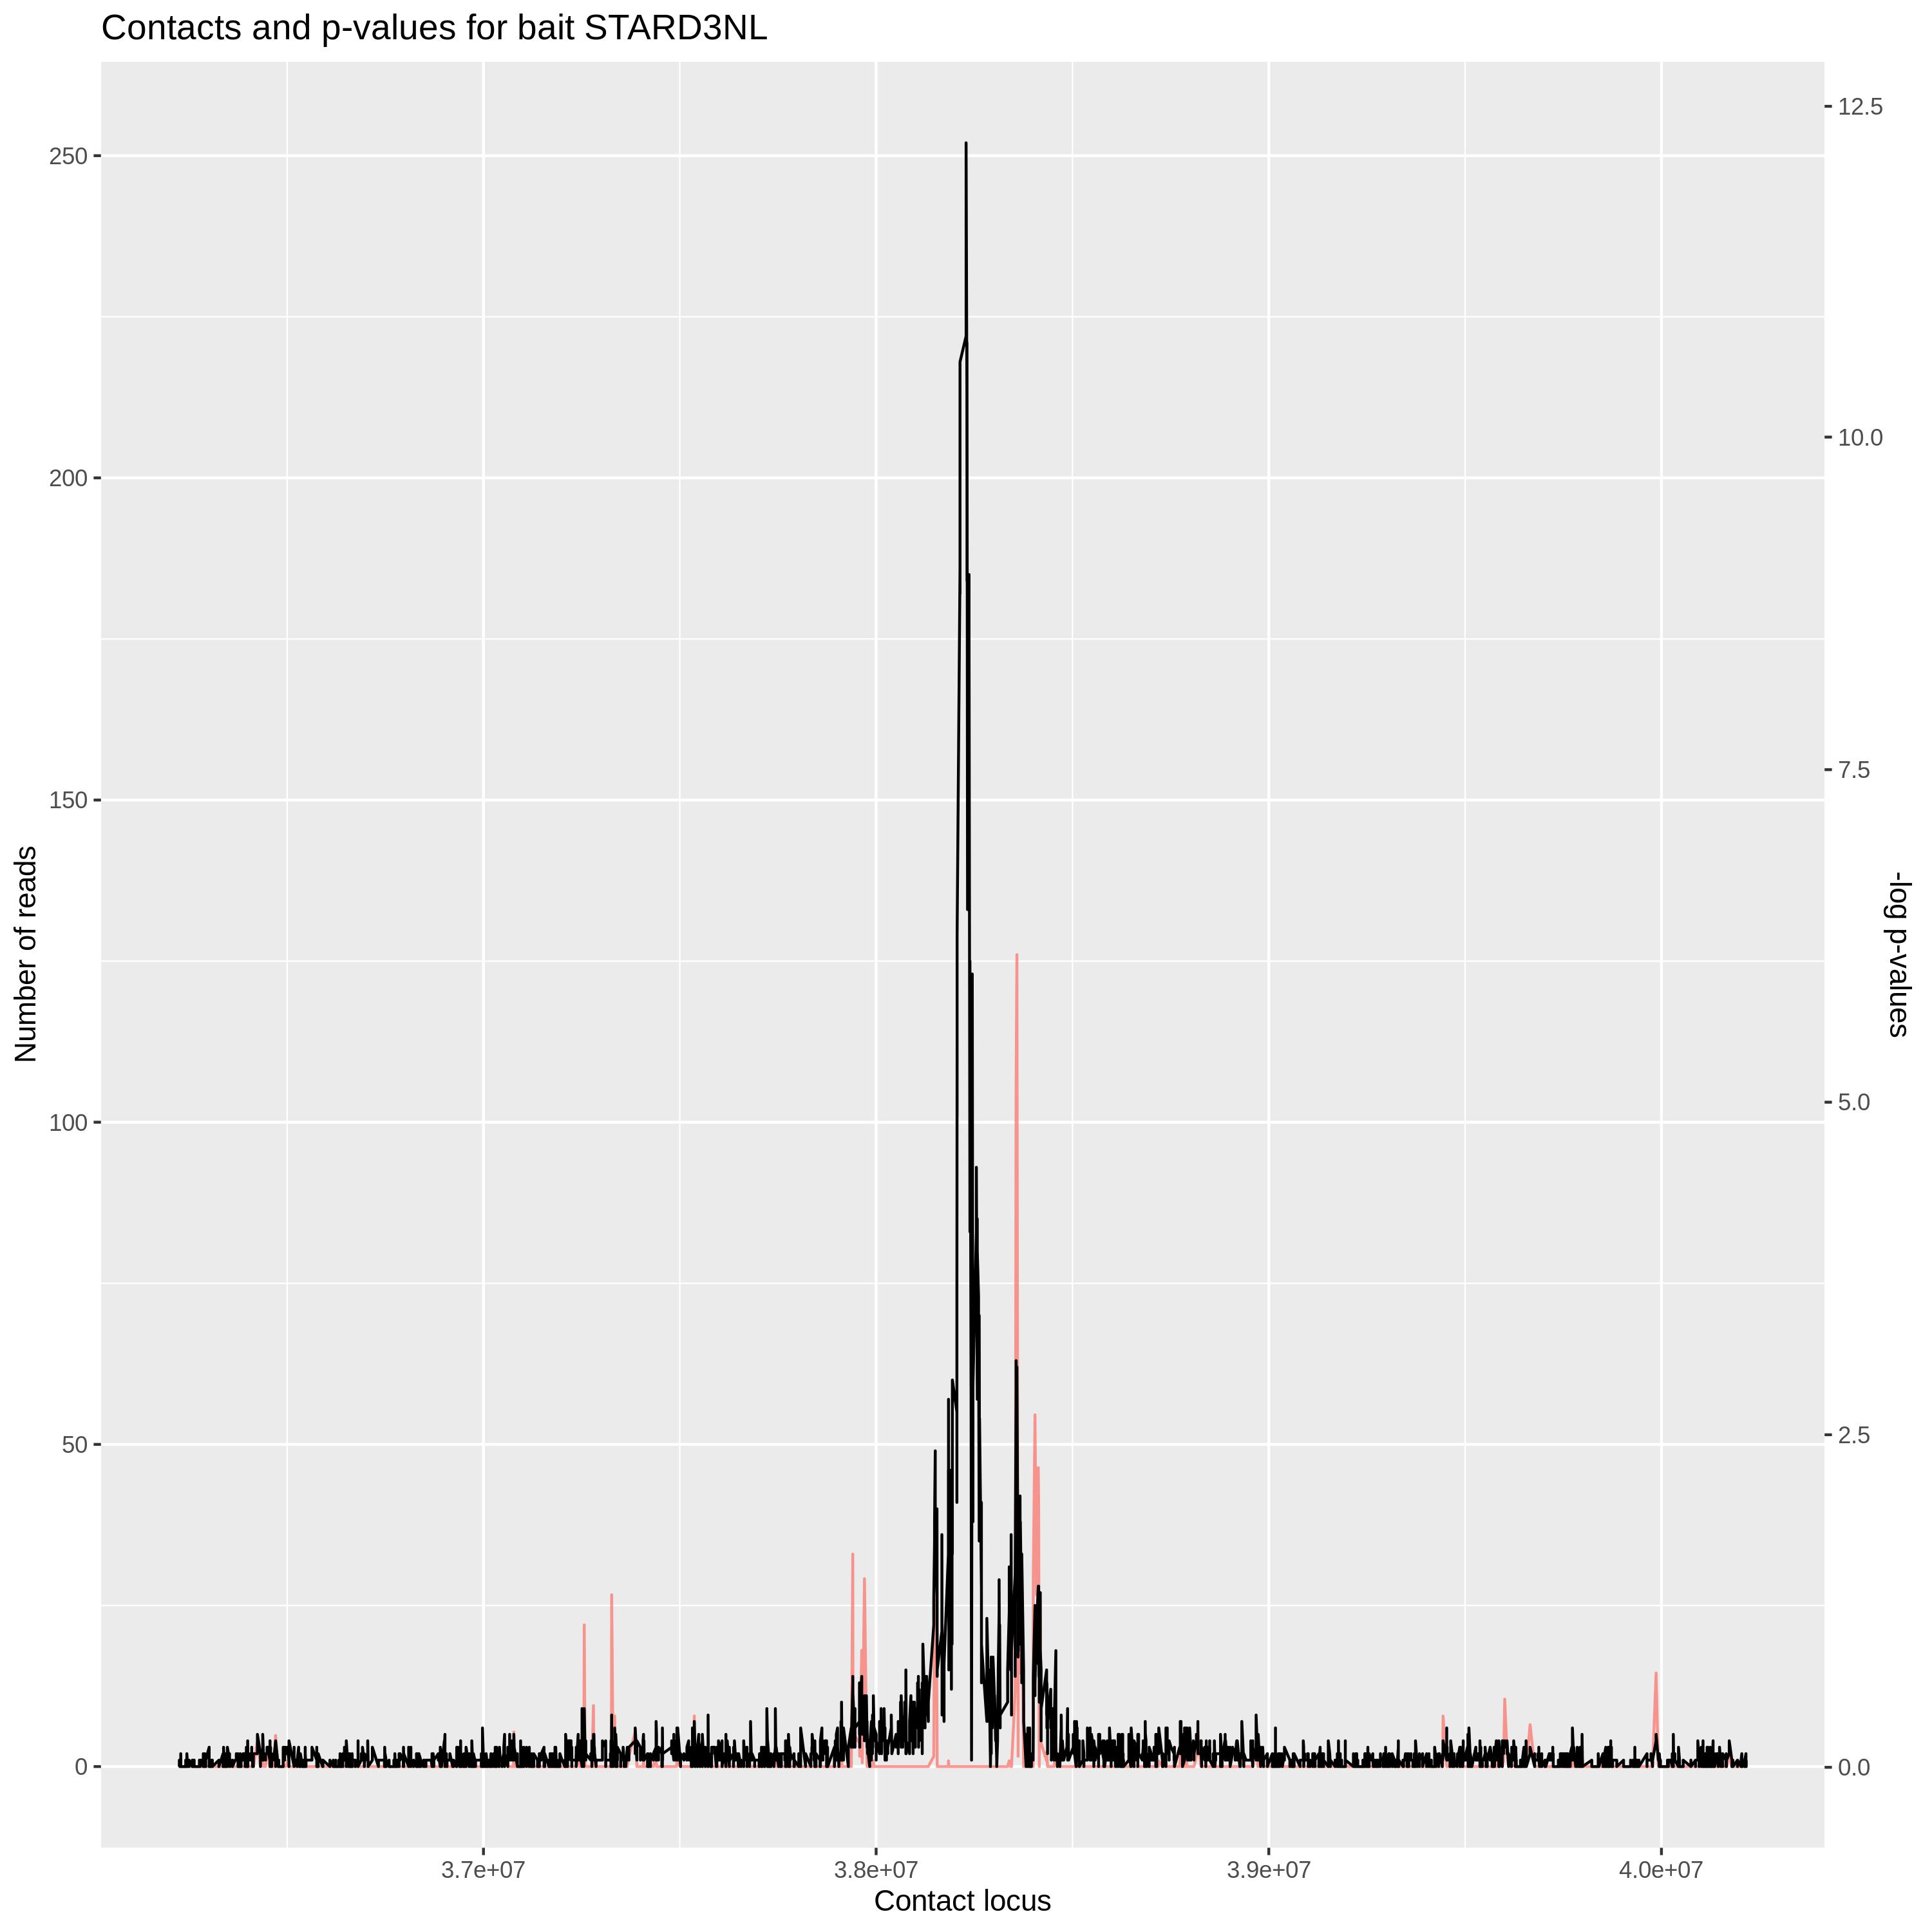 Contacts and p-values for bait STARD3NL
Number of reads
250
200
150
100
50
0
12.5
10.0
7.5
5.0
2.5
0.0
-log p-values
3.7e+07
3.8e+07
3.9e+07
4.0e+07
Contact locus